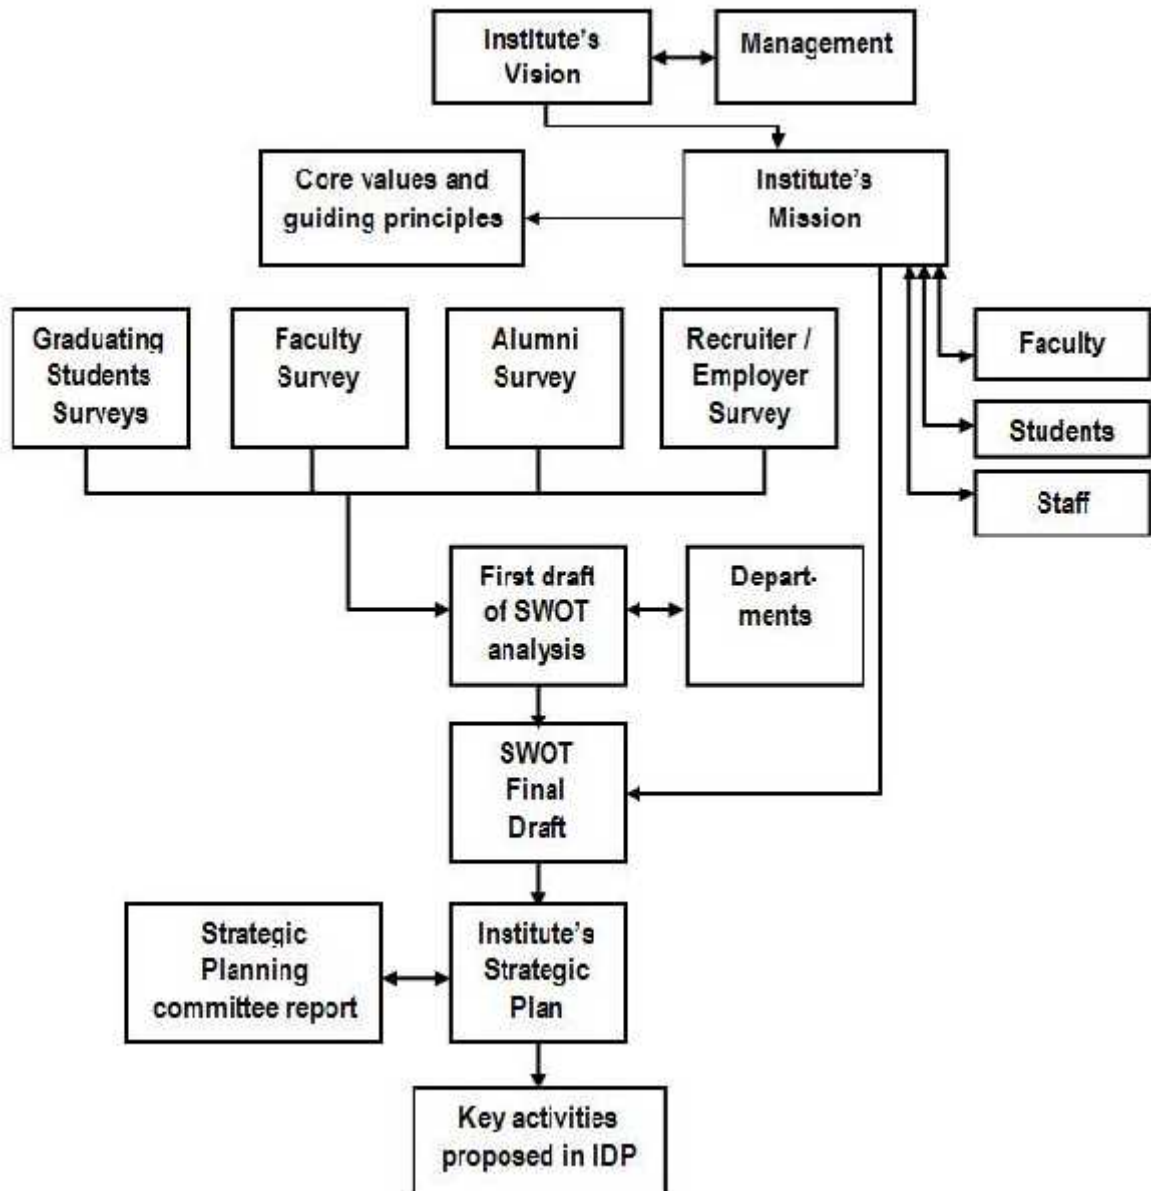 Institute's
Vision
Management
Core values and
guiding principles
Institute's
Mission
Graduating
Students
Surveys
Faculty
Survey
Alumni
Survey
Recruiter /
Employer
Survey
Faculty
Students
Staff
First draft
of SWOT
analysis
Depart-
ments
SWOT
Final
Draft
Strategic
Planning
committee report
Institute's
Strategic
Plan
Key activities
proposed in IDP